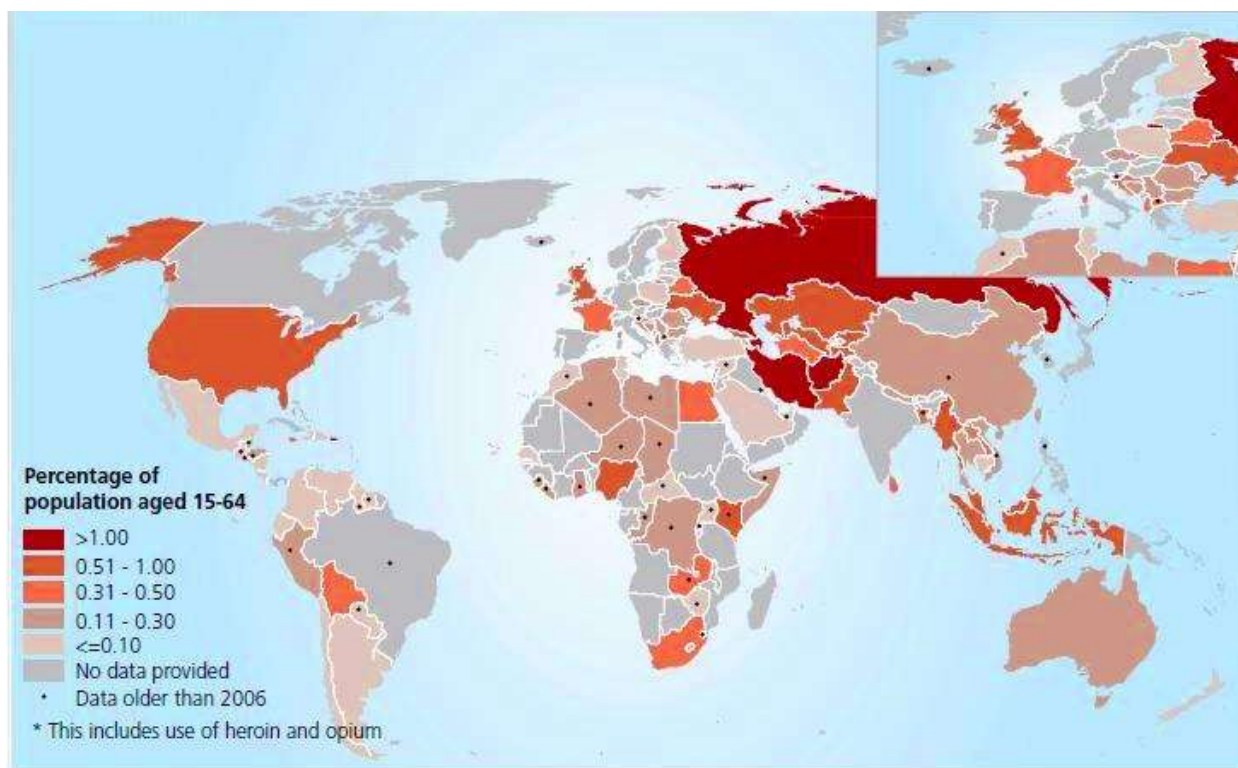 Percentage of
population aged 15-64
>1.00
0.51 - 1.00
0.31 - 0.50
0.11 - 0.30
<=0.10
No data provided
Data older than 2006
* This includes use of heroin and opium